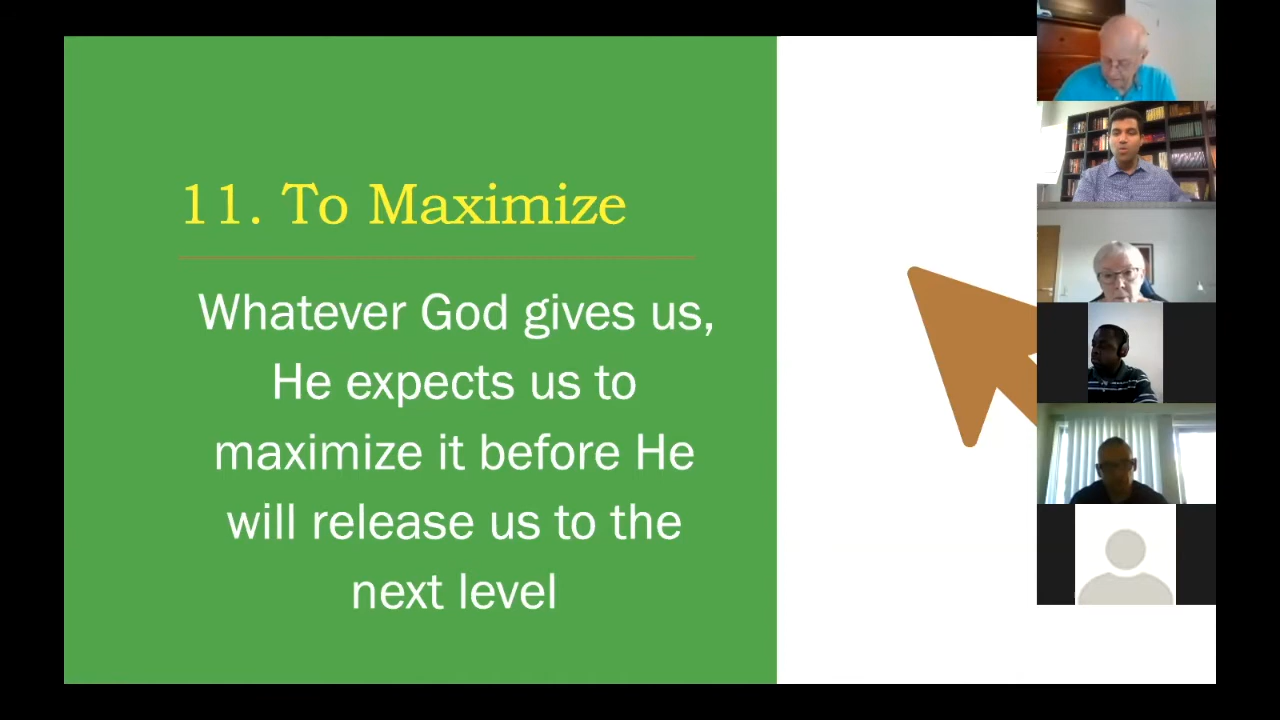 11. To Maximize
Whatever God gives us,
He expects us to
maximize it before He
will release us to the
next level